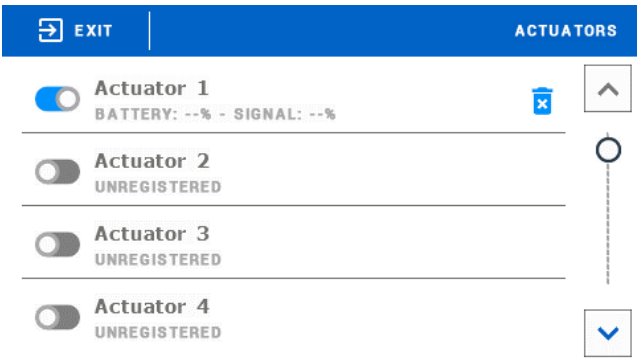 EXIT
ACTUATORS
Actuator 1
BATTERY: --% - SIGNAL: --%
Actuator 2
UNREGISTERED
Actuator 3
UNREGISTERED
Actuator 4
UNREGISTERED